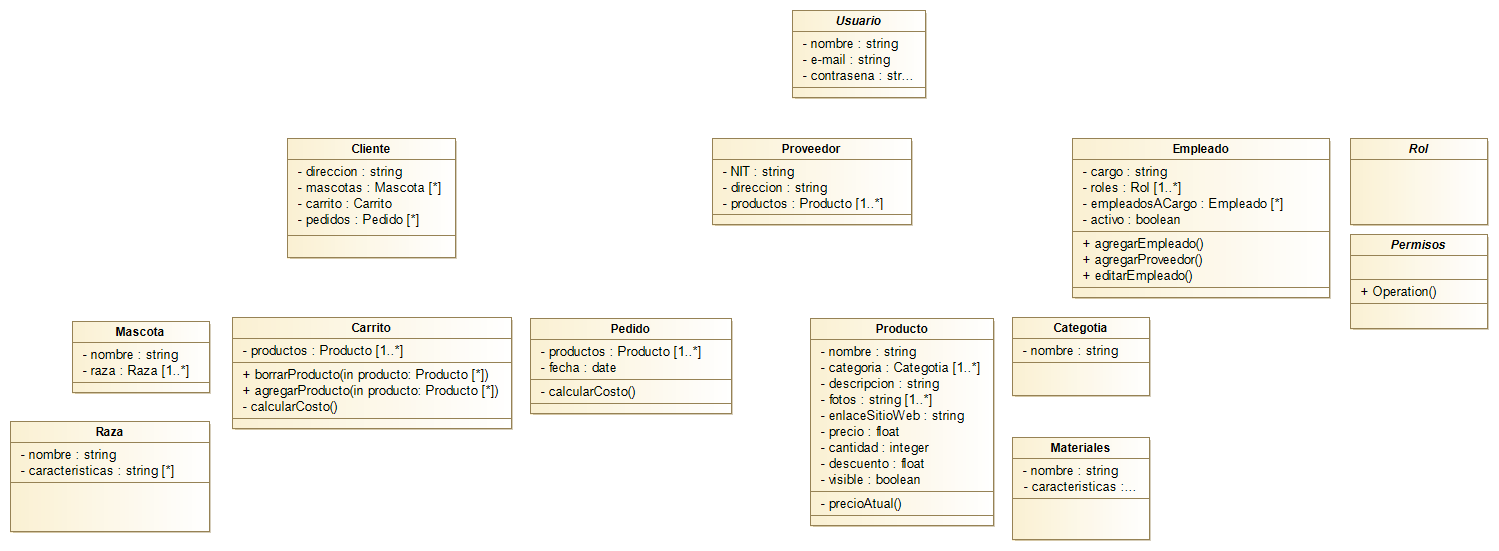 Usuario
- nombre : string
- e-mail : string
- contrasena : str...
Cliente
- direccion : string
- mascotas : Mascota [*]
- carrito : Carrito
- pedidos : Pedido [*]
Proveedor
- NIT : string
- direccion : string
- productos : Producto [1..*]
Empleado
- cargo : string
- roles : Rol [1..*]
- empleadosACargo : Empleado [*]
- activo : boolean
+ agregarEmpleado()
+ agregarProveedor()
+ editarEmpleado()
Rol
Permisos
+ Operation()
Mascota
- nombre : string
- raza : Raza [1..*]
Carrito
- productos : Producto [1..*]
+ borrarProducto(in producto: Producto [*])
+ agregarProducto(in producto: Producto [*])
- calcularCosto()
Pedido
- productos : Producto [1..*]
- fecha : date
- calcularCosto()
Producto
- nombre : string
- categoria : Categotia [1..*]
- descripcion : string
- fotos : string [1..*]
- enlaceSitioWeb : string
- precio : float
- cantidad : integer
- descuento : float
- visible : boolean
- precioAtual()
Categotia
- nombre : string
Raza
- nombre : string
- caracteristicas : string [*]
Materiales
- nombre : string
- caracteristicas :...